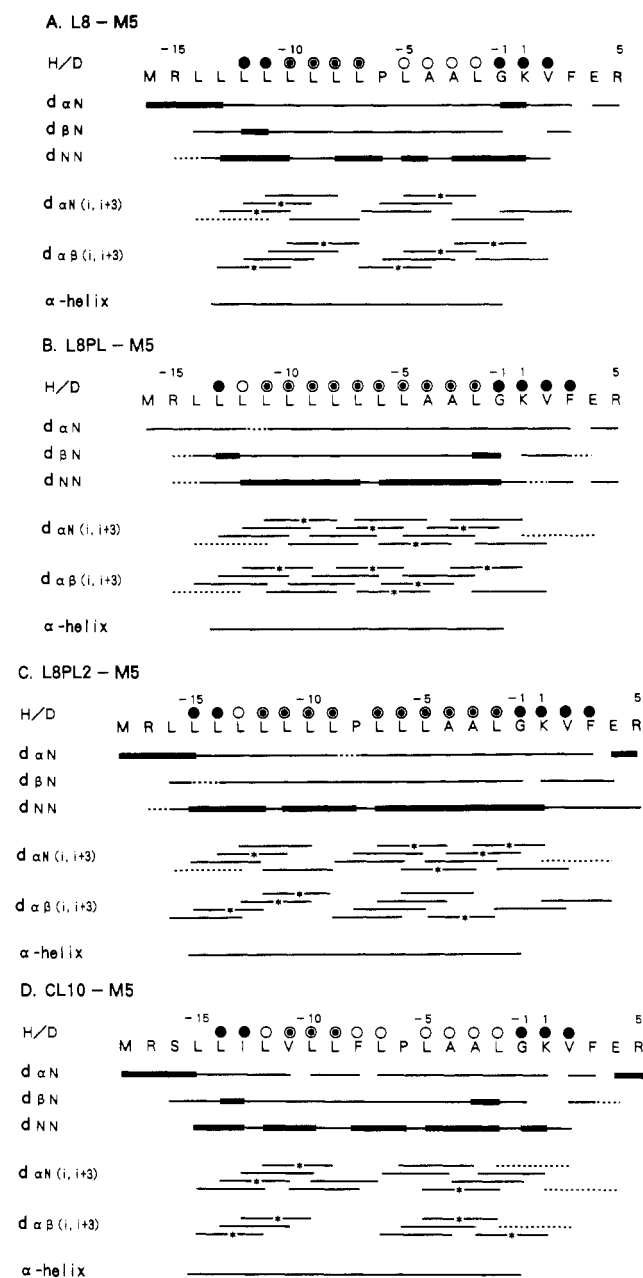 A. L8 – M5
-15 -10 -5 -1 1 5
H/D
M R L L L L L L L L P L A A L G K V F E R
d αN
d βN
d NN
d αN (i, i+3)
d αβ (i, i+3)
α-helix
B. L8PL – M5
-15 -10 -5 -1 1 5
H/D
M R L L L L L L L L L L A A L G K V F E R
d αN
d βN
d NN
d αN (i, i+3)
d αβ (i, i+3)
α-helix
C. L8PL2 – M5
-15 -10 -5 -1 1 5
H/D
M R L L L L L L L L P L L L A A L G K V F E R
d αN
d βN
d NN
d αN (i, i+3)
d αβ (i, i+3)
α-helix
D. CL10 – M5
-15 -10 -5 -1 1 5
H/D
M R S L L I L V L L F L P L A A L G K V F E R
d αN
d βN
d NN
d αN (i, i+3)
d αβ (i, i+3)
α-helix